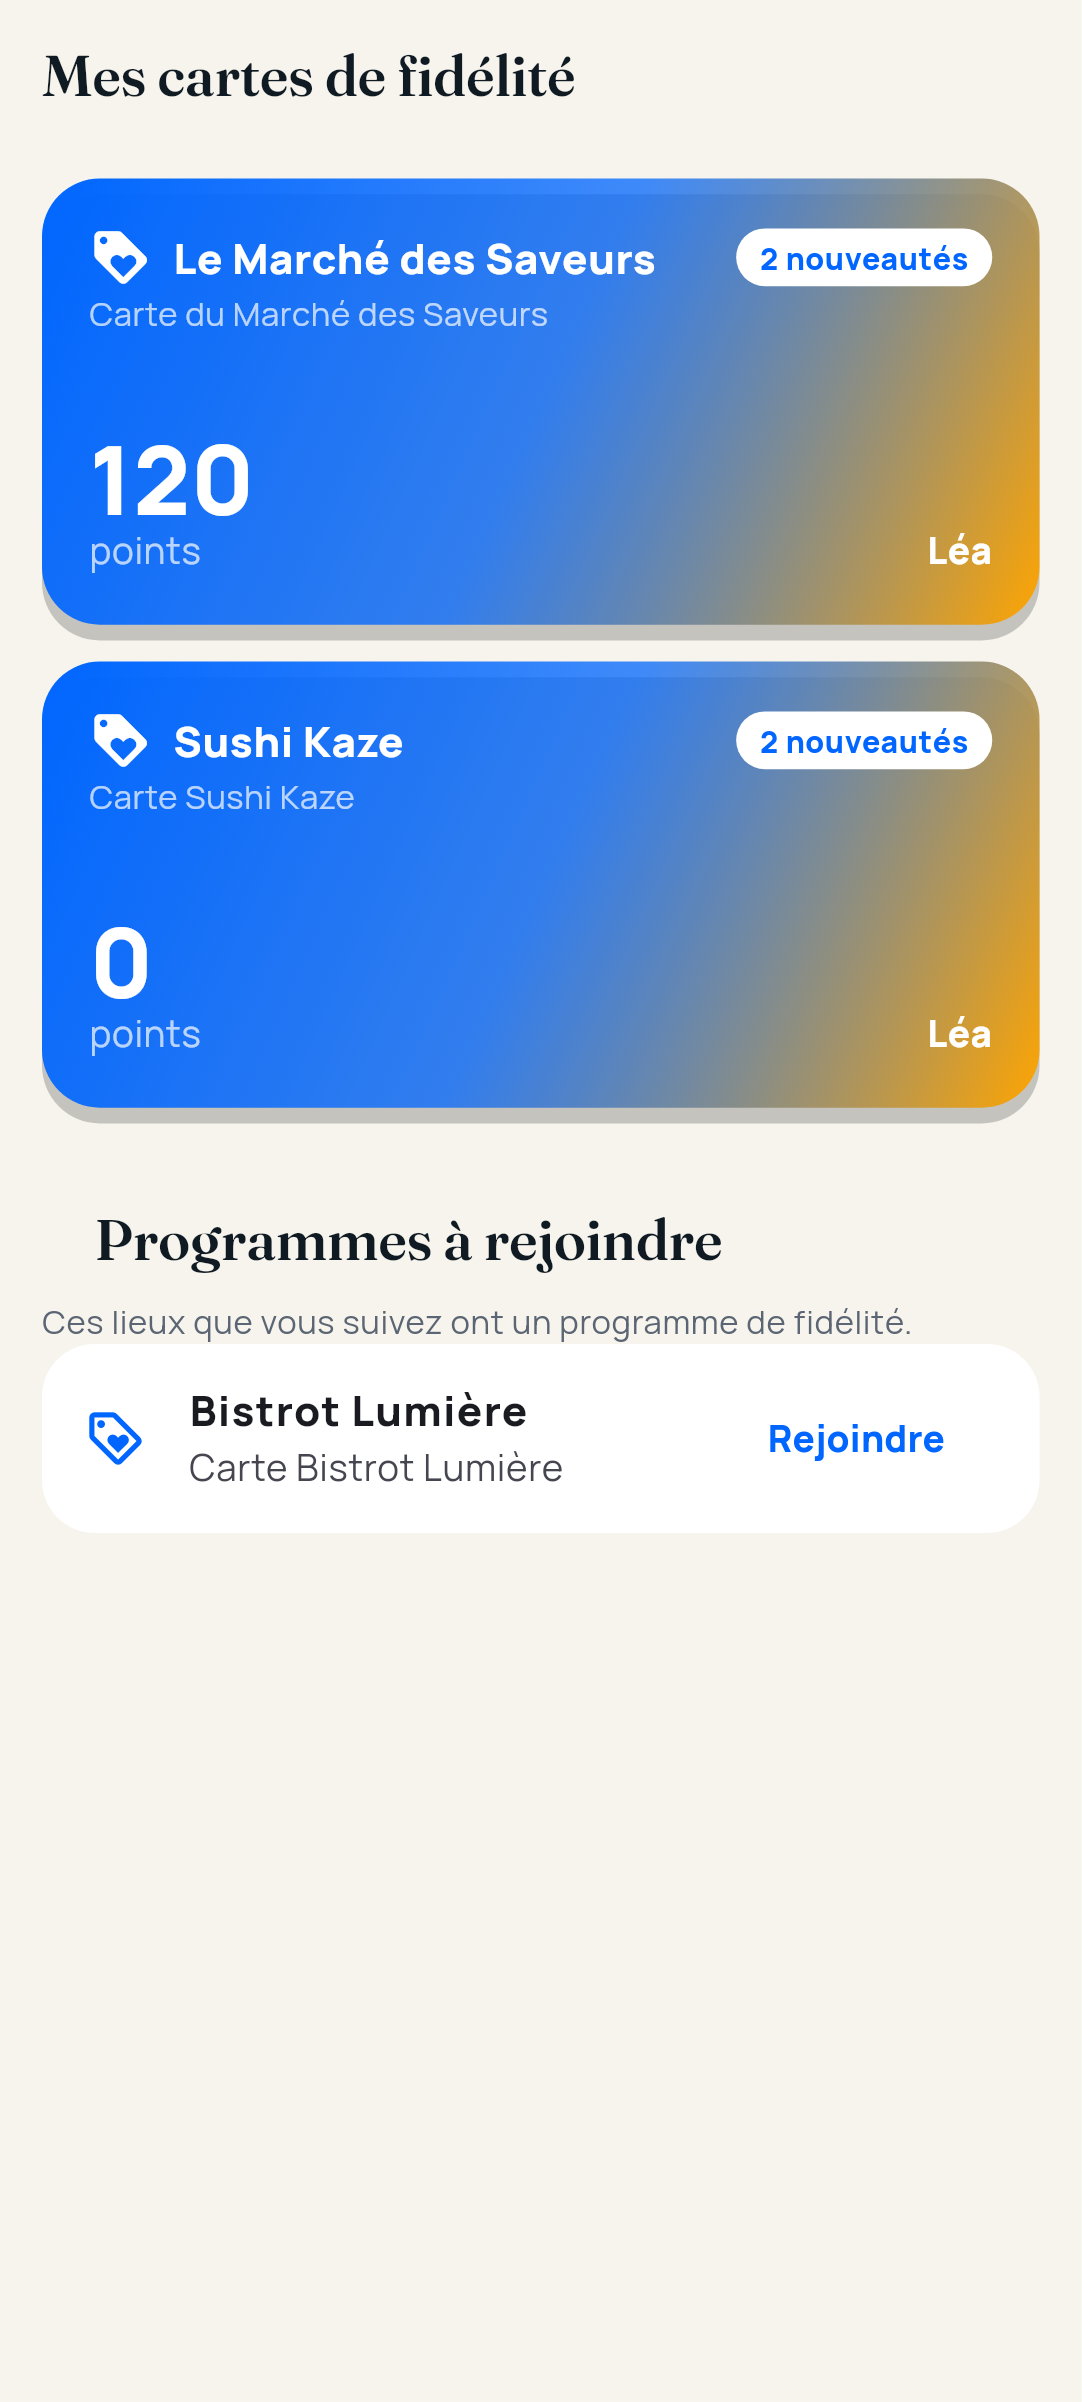 Mes cartes de fidélité
Le Marché des Saveurs
2 nouveautés
Carte du Marché des Saveurs
120
points
Léa
Sushi Kaze
2 nouveautés
Carte Sushi Kaze
0
points
Léa
Programmes à rejoindre
Ces lieux que vous suivez ont un programme de fidélité.
Bistrot Lumière
Carte Bistrot Lumière
Rejoindre